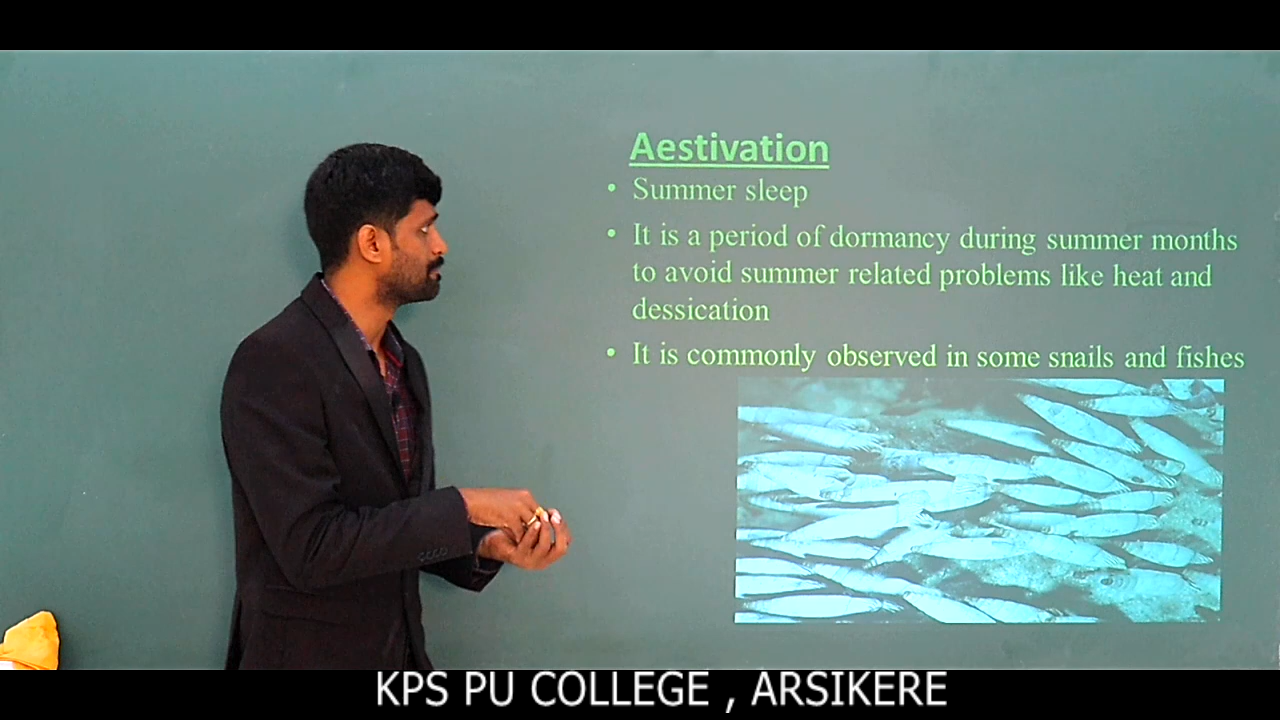 Aestivation
• Summer sleep
• It is a period of dormancy during summer months
to avoid summer related problems like heat and
dessication
• It is commonly observed in some snails and fishes
KPS PU COLLEGE , ARSIKERE